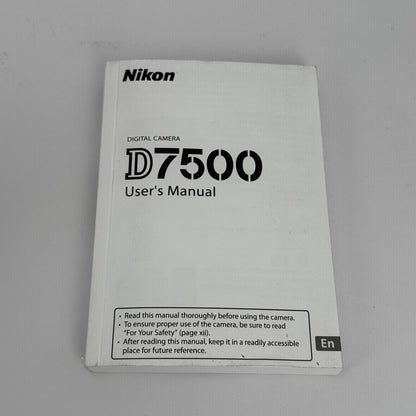 Nikon
DIGITAL CAMERA
D7500
User's Manual
• Read this manual thoroughly before using the camera.
• To ensure proper use of the camera, be sure to read
"For Your Safety" (page xii).
• After reading this manual, keep it in a readily accessible
place for future reference.
En